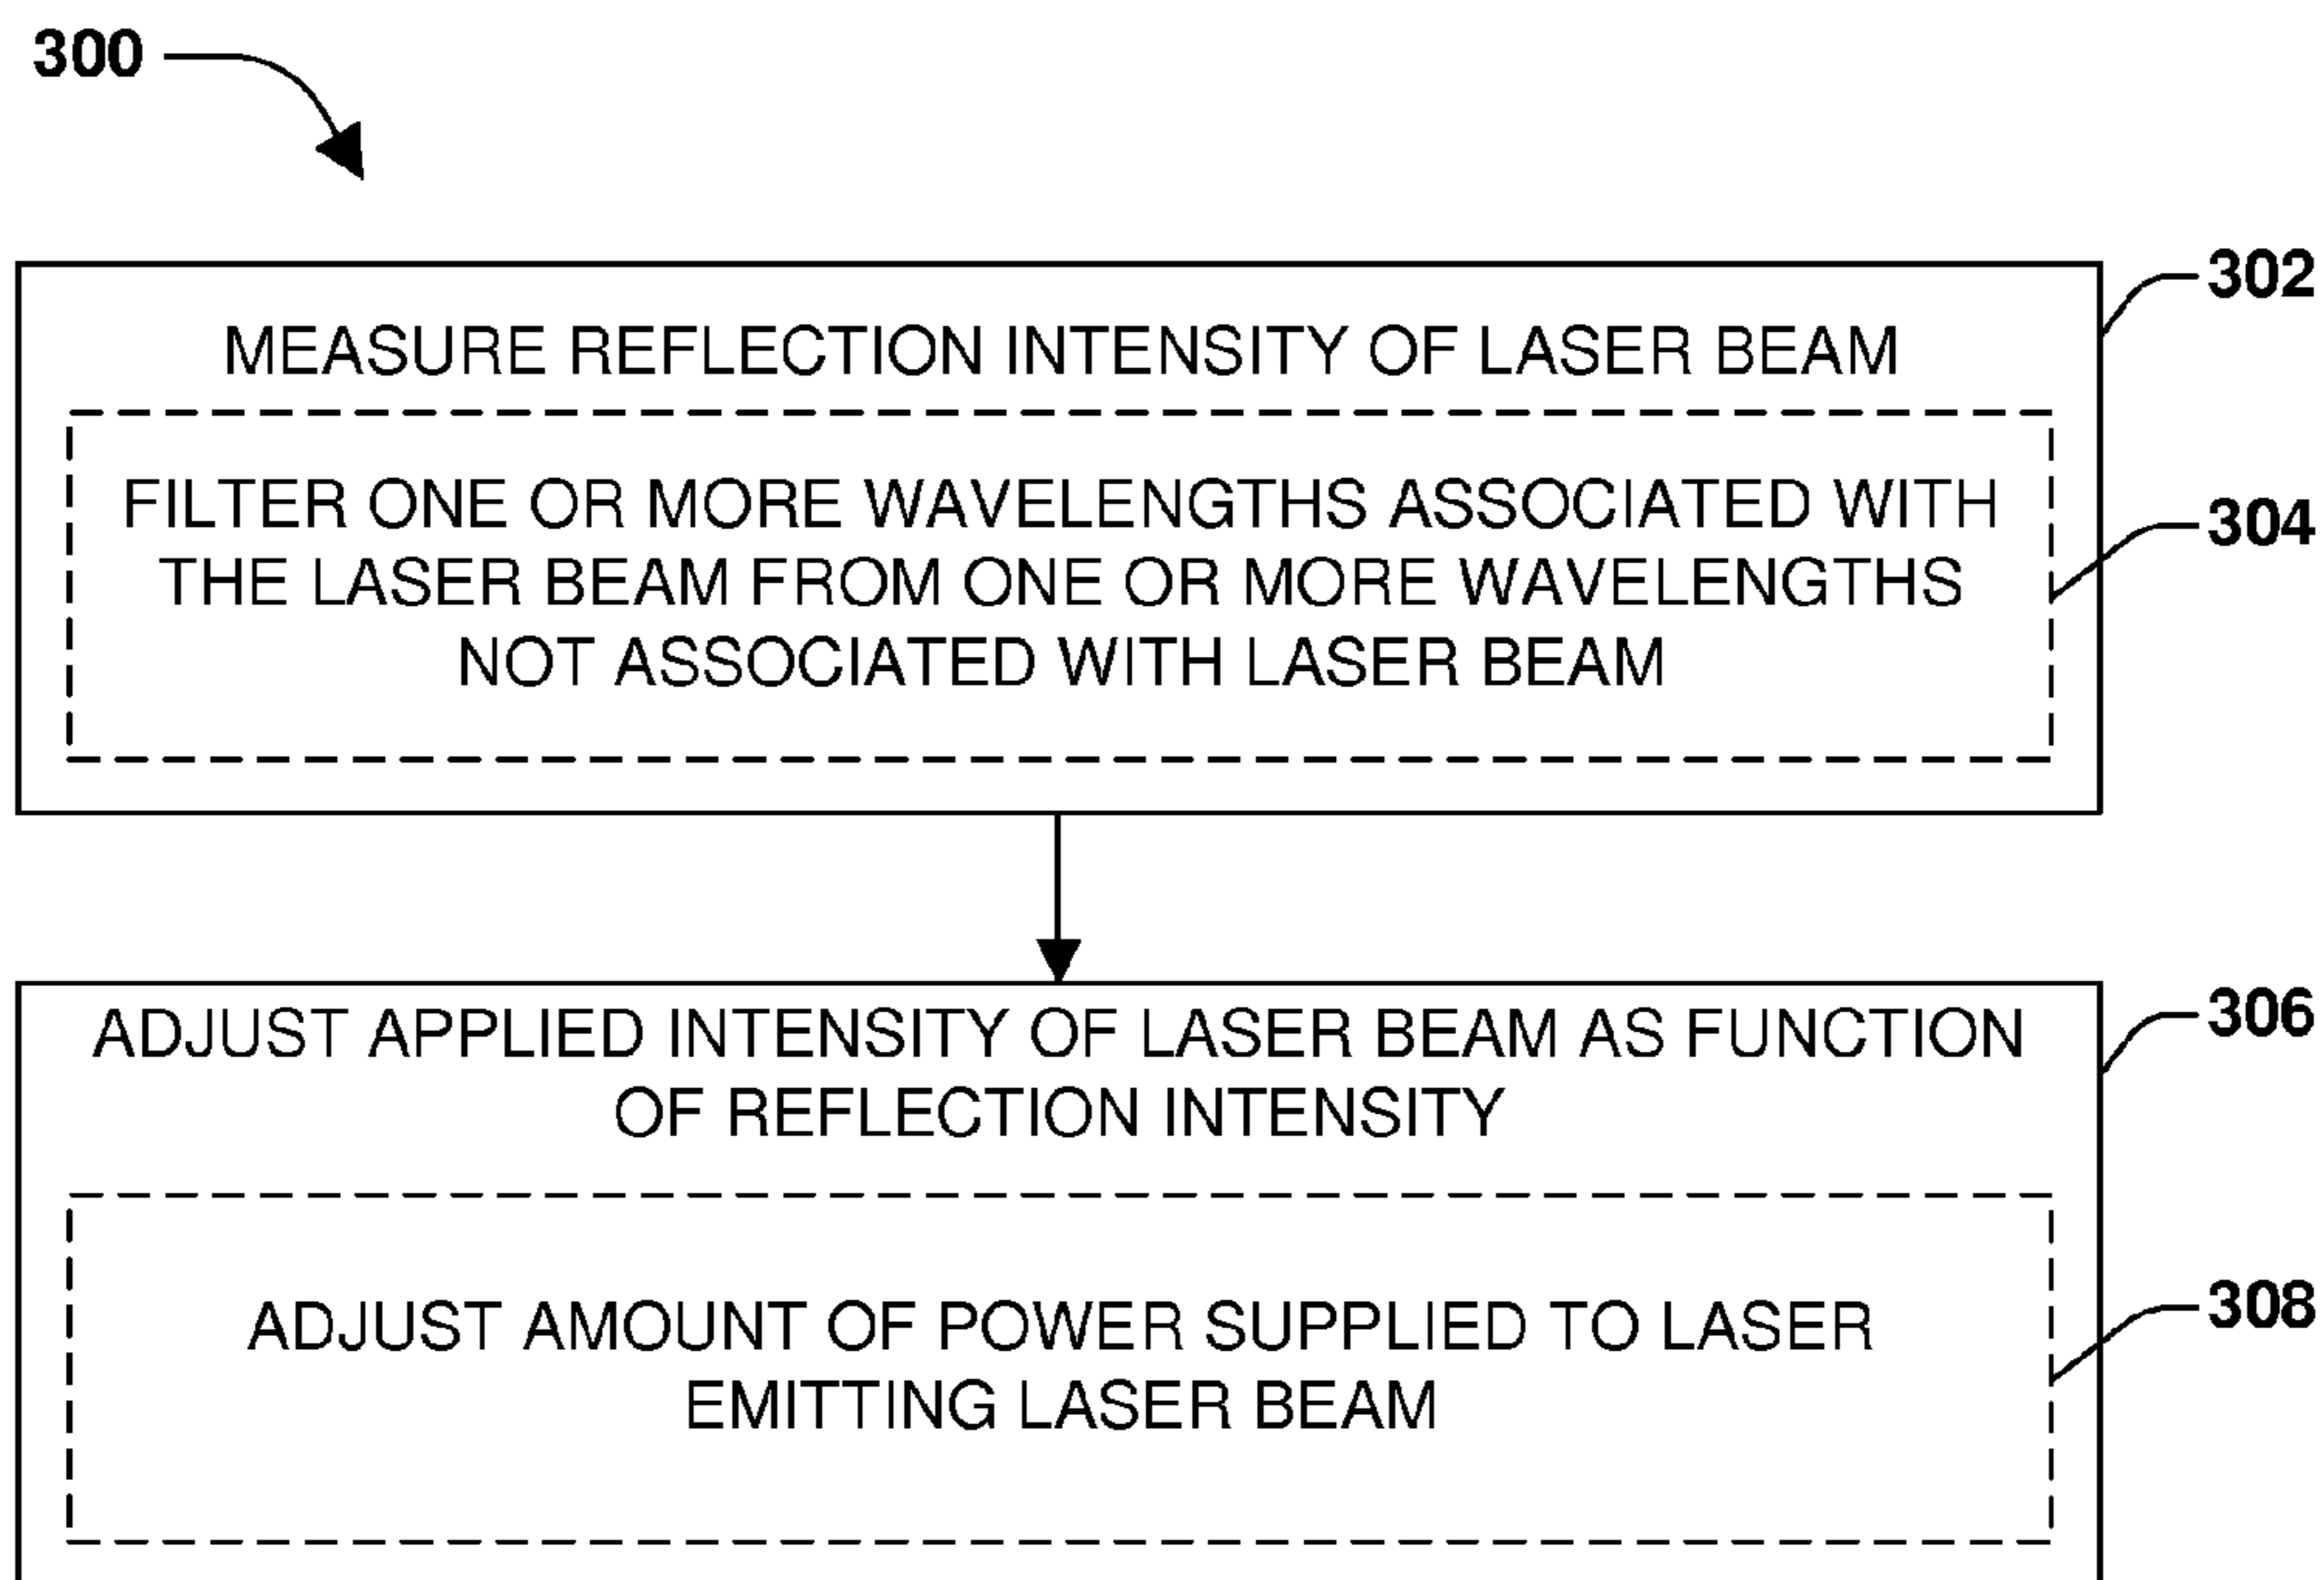 300
302
MEASURE REFLECTION INTENSITY OF LASER BEAM
FILTER ONE OR MORE WAVELENGTHS ASSOCIATED WITH
THE LASER BEAM FROM ONE OR MORE WAVELENGTHS
NOT ASSOCIATED WITH LASER BEAM
304
306
ADJUST APPLIED INTENSITY OF LASER BEAM AS FUNCTION
OF REFLECTION INTENSITY
308
ADJUST AMOUNT OF POWER SUPPLIED TO LASER
EMITTING LASER BEAM